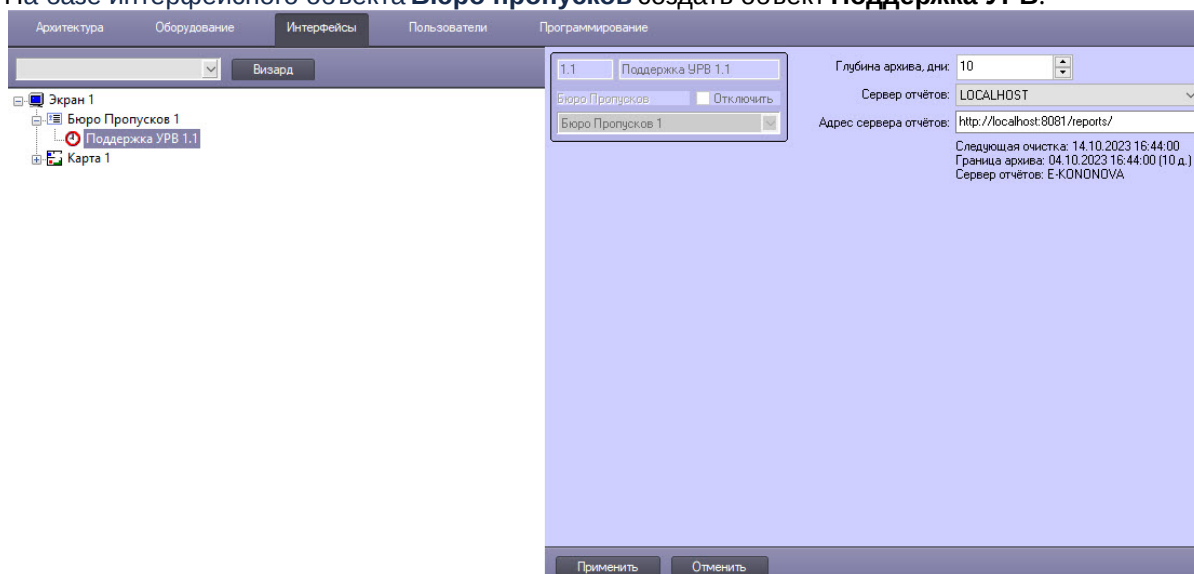 На базе интерфейсного объекта Бюро пропусков создать объект Поддержка УРВ.
Архитектура Оборудование Интерфейсы Пользователи Программирование
Визард
Экран 1
Бюро Пропусков 1
Поддержка УРВ 1.1
Карта 1
1.1 Поддержка УРВ 1.1
Бюро Пропусков Отключить
Бюро Пропусков 1
Глубина архива, дни: 10
Сервер отчётов: LOCALHOST
Адрес сервера отчётов: http://localhost:8081/reports/
Следующая очистка: 14.10.2023 16:44:00
Граница архива: 04.10.2023 16:44:00 (10 д.)
Сервер отчётов: E-KONONOVA
Применить Отменить